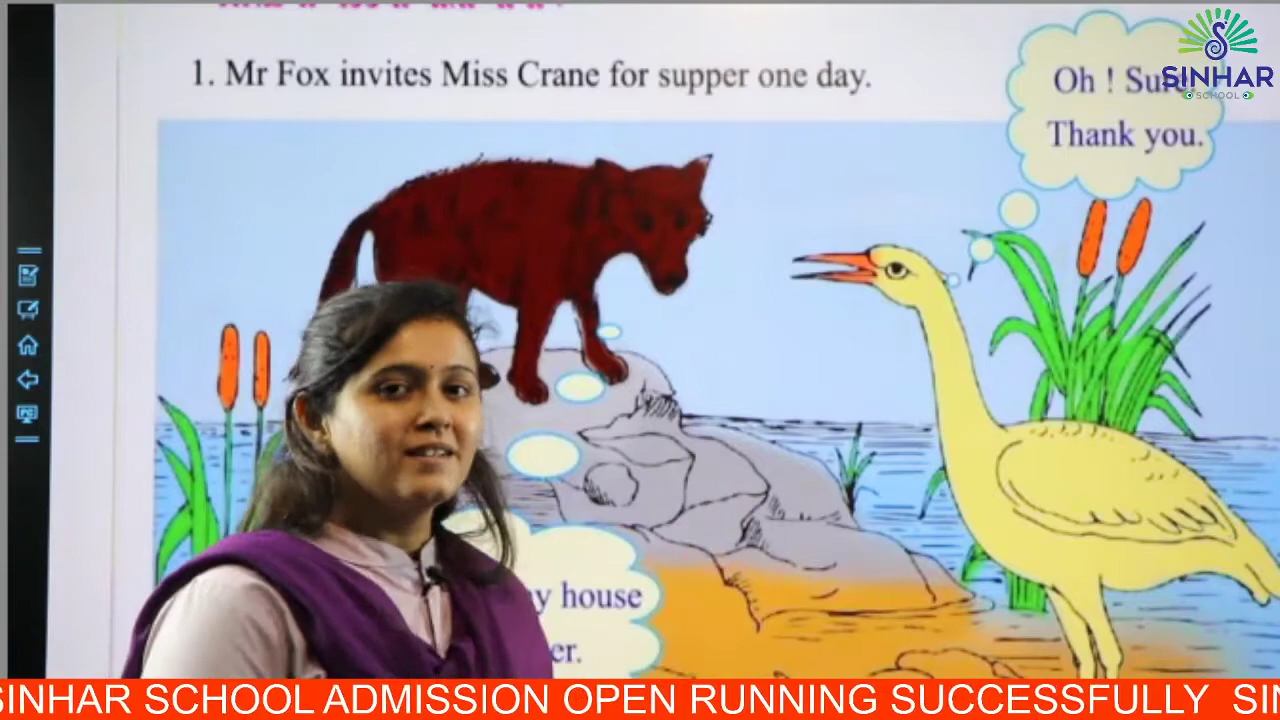 1. Mr Fox invites Miss Crane for supper one day.
Oh ! Sure.
Thank you.
SINHAR
SCHOOL
house
SINHAR SCHOOL ADMISSION OPEN RUNNING SUCCESSFULLY